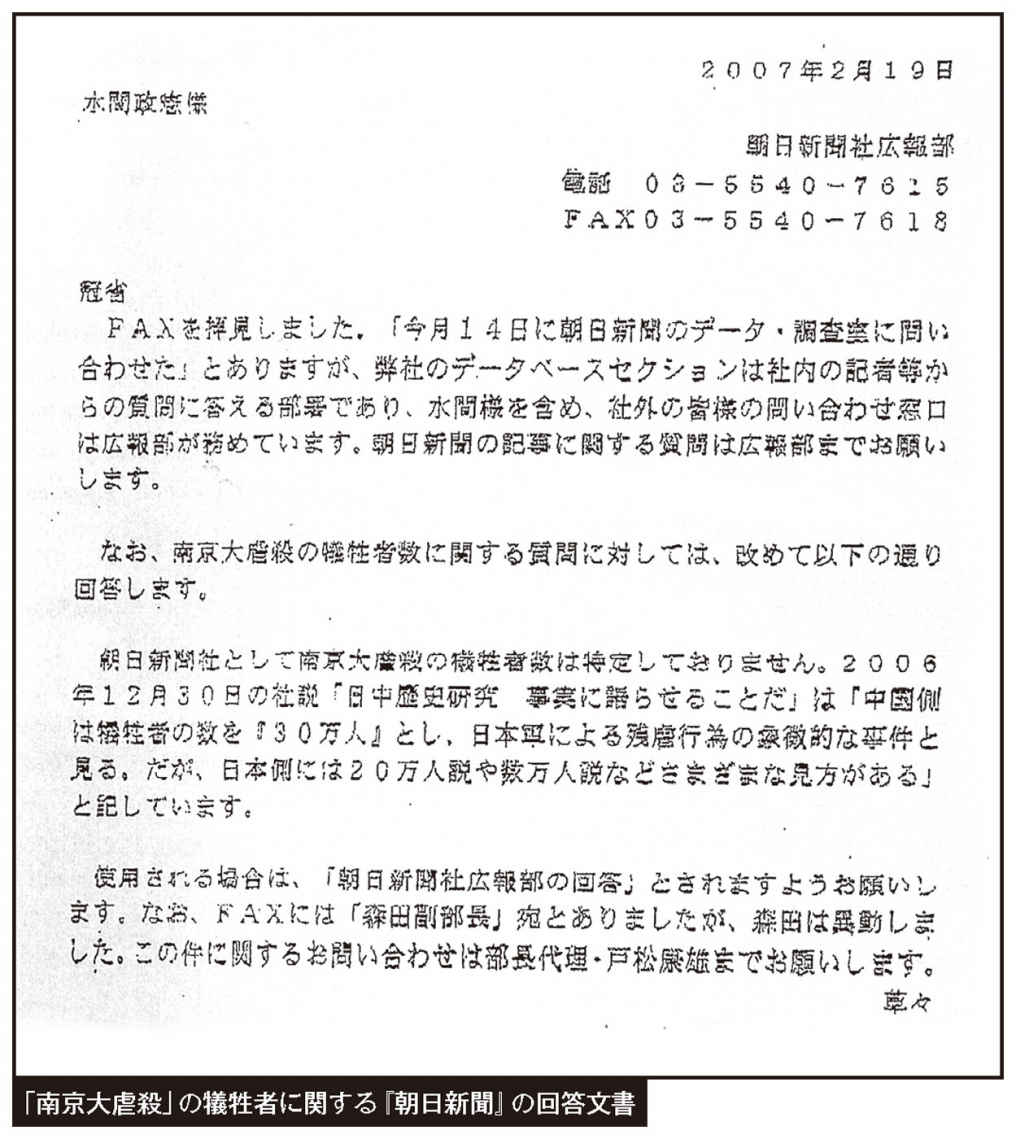 2007年2月19日
水間政憲様
朝日新聞社広報部
電話 03－5540－7615
FAX03－5540－7618
冠省
FAXを拝見しました。「今月14日に朝日新聞のデータ・調査室に問い
合わせた」とありますが、弊社のデータベースセクションは社内の記者等か
らの質問に答える部署であり、水間様を含め、社外の皆様の問い合わせ窓口
は広報部が務めています。朝日新聞の記事に関する質問は広報部までお願い
します。
なお、南京大虐殺の犠牲者数に関する質問に対しては、改めて以下の通り
回答します。
朝日新聞社として南京大虐殺の犠牲者数は特定しておりません。2006
年12月30日の社説「日中歴史研究　事実に語らせることだ」は「中国側
は犠牲者の数を『30万人』とし、日本軍による残虐行為の象徴的な事件と
見る。だが、日本側には20万人説や数万人説などさまざまな見方がある」
と記しています。
使用される場合は、「朝日新聞社広報部の回答」とされますようお願いし
ます。なお、FAXには「森田副部長」宛とありましたが、森田は異動しま
した。この件に関するお問い合わせは部長代理・戸松康雄までお願いします。
草々
「南京大虐殺」の犠牲者に関する『朝日新聞』の回答文書